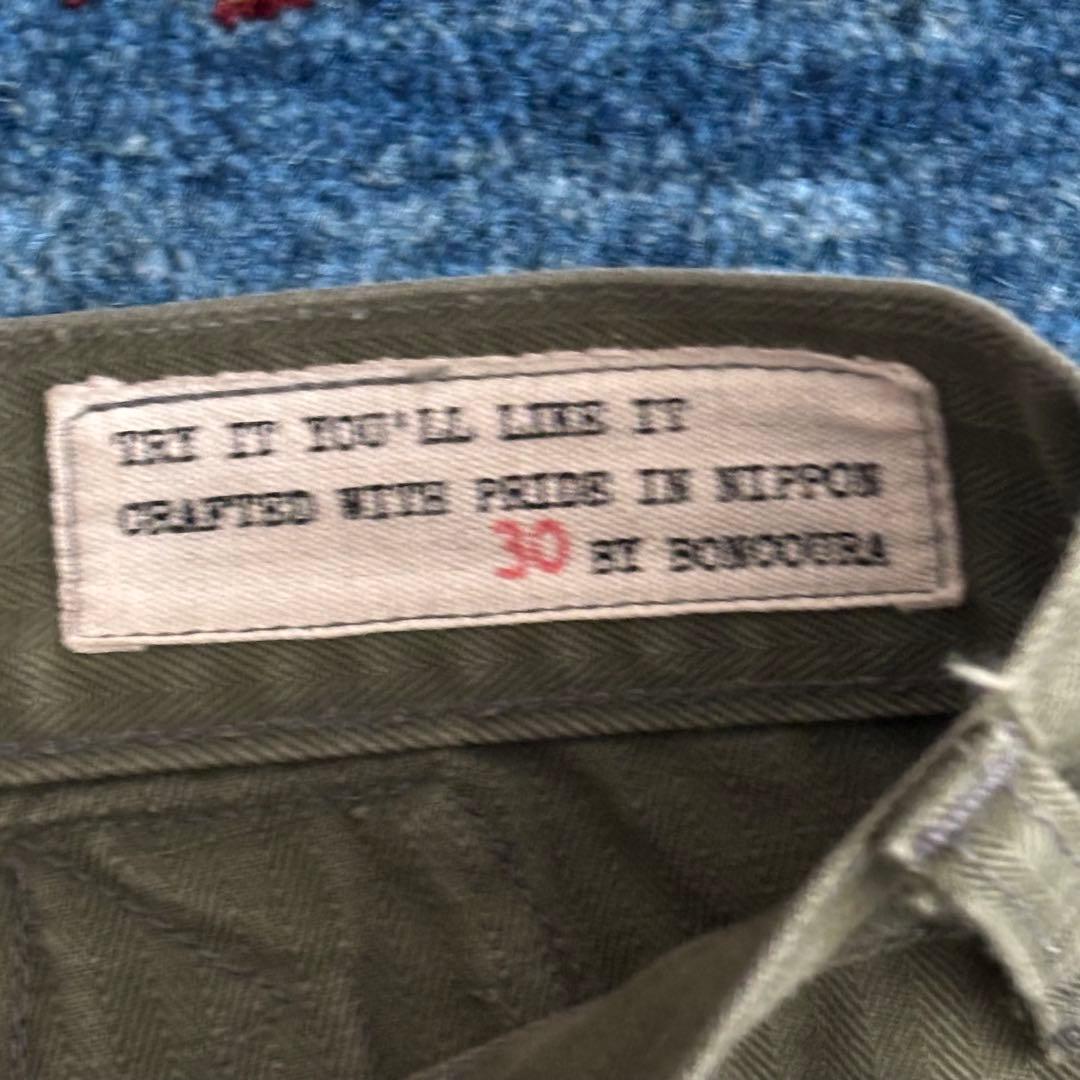 TRY IT YOU'LL LIKE IT
CRAFTED WITH PRIDE IN NIPPON
30 BY BONCOURA